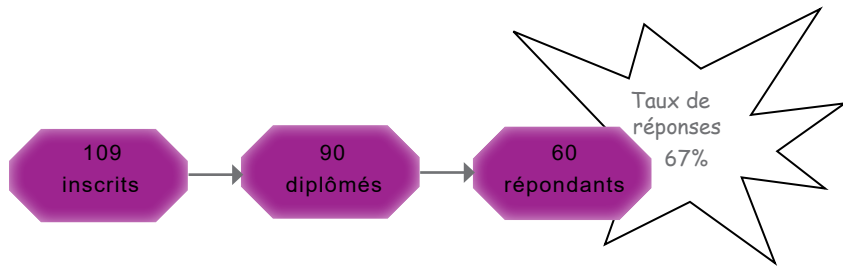 109
inscrits
90
diplômés
60
répondants
Taux de
réponses
67%